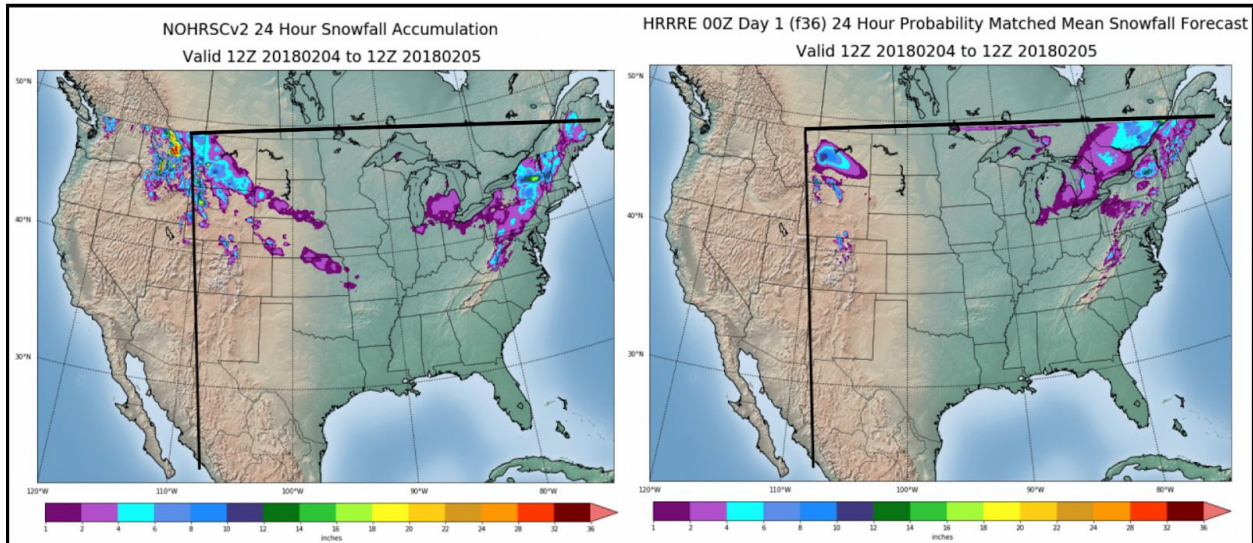 NOHRSCv2 24 Hour Snowfall Accumulation
Valid 12Z 20180204 to 12Z 20180205
50°N
40°N
30°N
120°W
110°W
100°W
90°W
80°W
1 2 4 6 8 10 12 14 16 18 20 22 24 26 28 32 36
inches
HRRRE 00Z Day 1 (f36) 24 Hour Probability Matched Mean Snowfall Forecast
Valid 12Z 20180204 to 12Z 20180205
50°N
40°N
30°N
120°W
110°W
100°W
90°W
80°W
1 2 4 6 8 10 12 14 16 18 20 22 24 26 28 32 36
inches